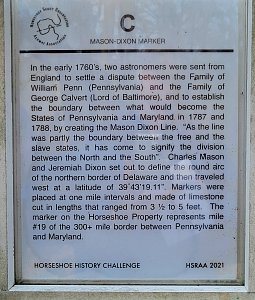 C
MASON-DIXON MARKER
In the early 1760's, two astronomers were sent from
England to settle a dispute between the Family of
William Penn (Pennsylvania) and the Family of
George Calvert (Lord of Baltimore), and to establish
the boundary between what would become the
States of Pennsylvania and Maryland in 1787 and
1788, by creating the Mason Dixon Line. "As the line
was partly the boundary between the free and the
slave states, it has come to signify the division
between the North and the South". Charles Mason
and Jeremiah Dixon set out to define the round arc
of the northern border of Delaware and then traveled
west at a latitude of 39°43'19.11". Markers were
placed at one mile intervals and made of limestone
cut in lengths that ranged from 3 ½ to 5 feet. The
marker on the Horseshoe Property represents mile
#19 of the 300+ mile border between Pennsylvania
and Maryland.
HORSESHOE HISTORY CHALLENGE HSRAA 2021